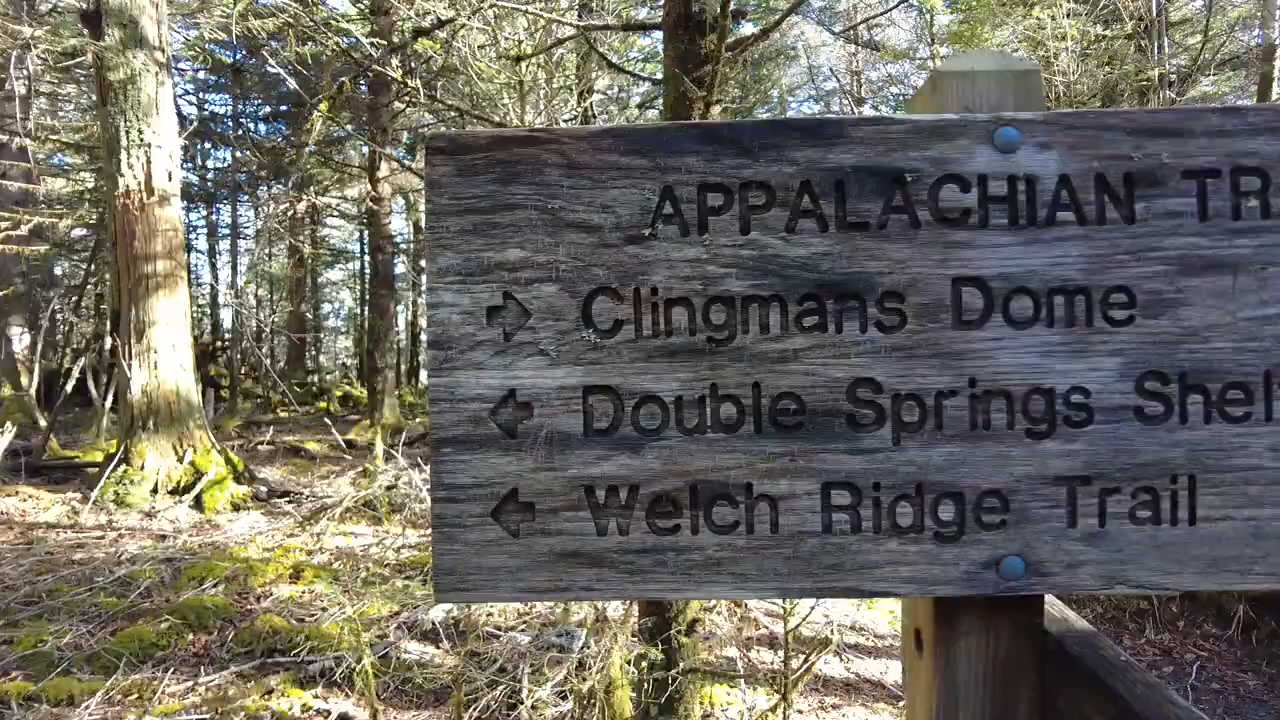 APPALACHIAN TR
Clingmans Dome
Double Springs Shel
Welch Ridge Trail